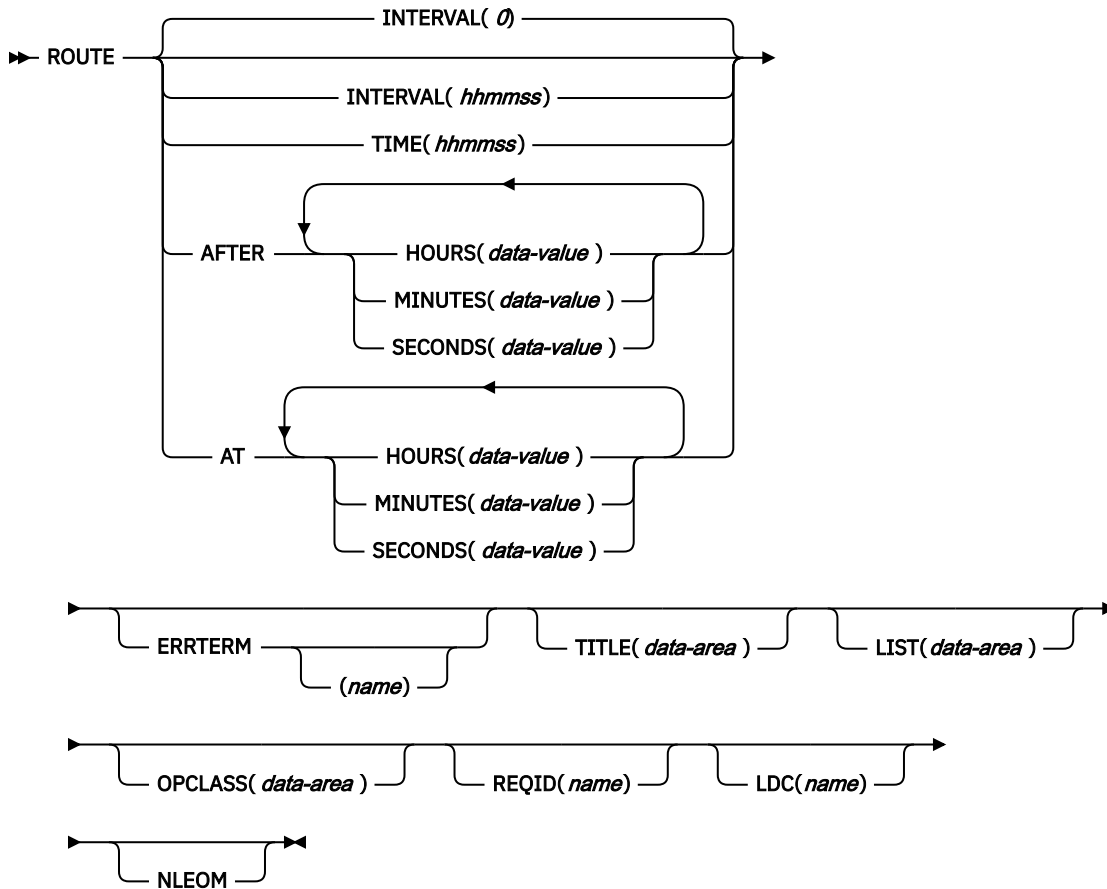 INTERVAL( 0)
ROUTE
INTERVAL( hhmmss)
TIME( hhmmss)
AFTER HOURS( data-value )
MINUTES( data-value )
SECONDS( data-value )
AT HOURS( data-value )
MINUTES( data-value )
SECONDS( data-value )
ERRTERM TITLE( data-area ) LIST( data-area )
(name)
OPCLASS( data-area ) REQID( name) LDC( name)
NLEOM